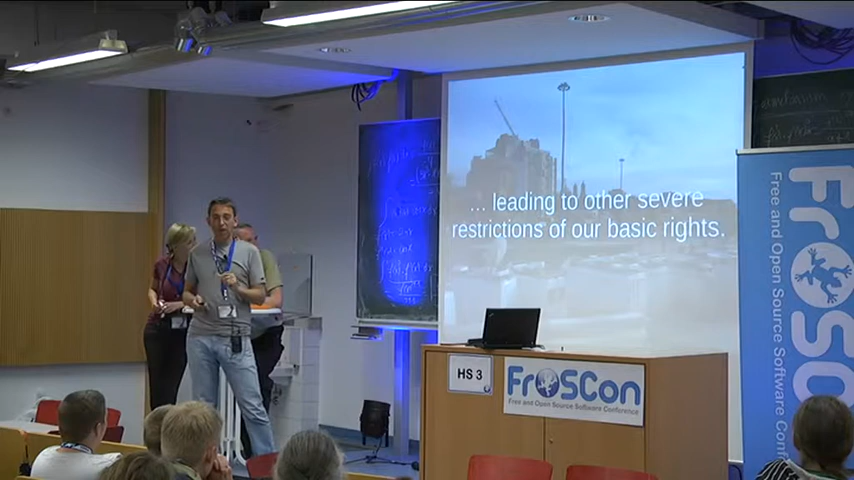 ... leading to other severe
restrictions of our basic rights.
HS 3
FrOSCon
Free and Open Source Software Conference
Free and Open Source Software Conf
FrOSC